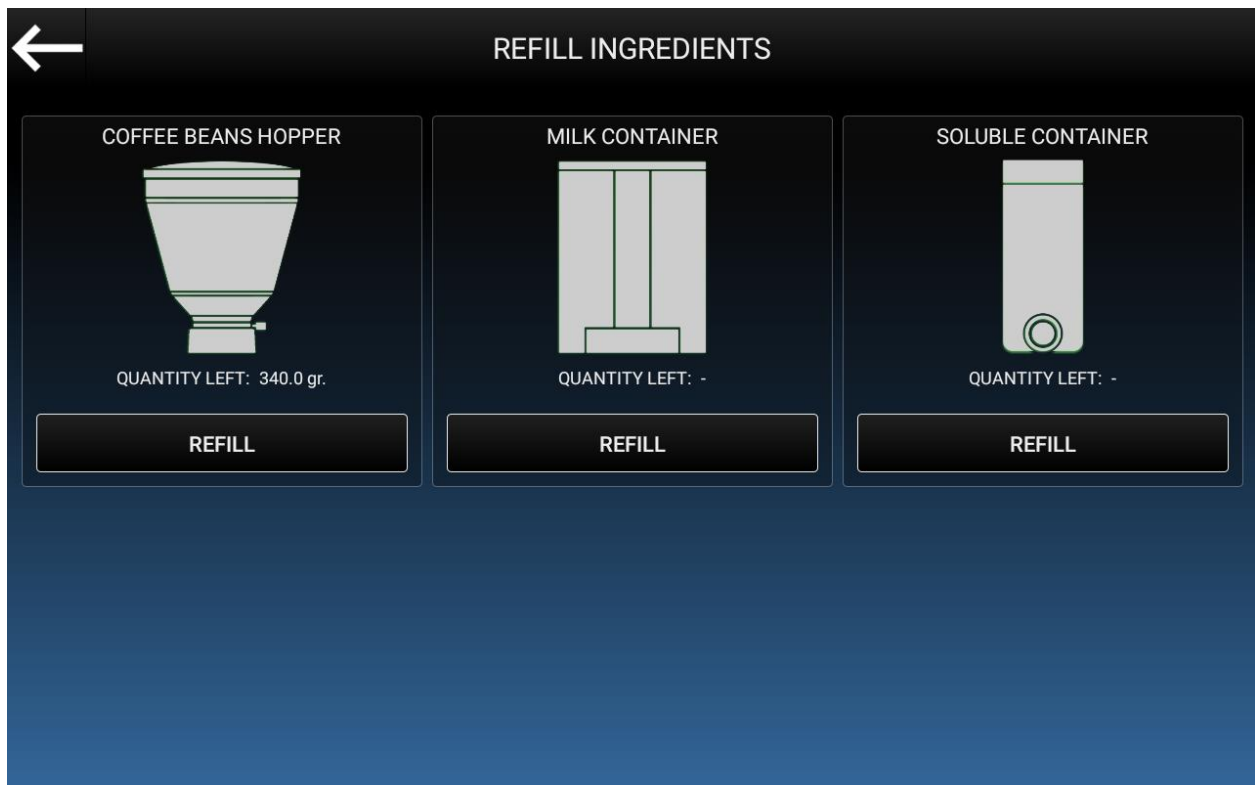 REFILL INGREDIENTS
COFFEE BEANS HOPPER
QUANTITY LEFT: 340.0 gr.
REFILL
MILK CONTAINER
QUANTITY LEFT: -
REFILL
SOLUBLE CONTAINER
QUANTITY LEFT: -
REFILL